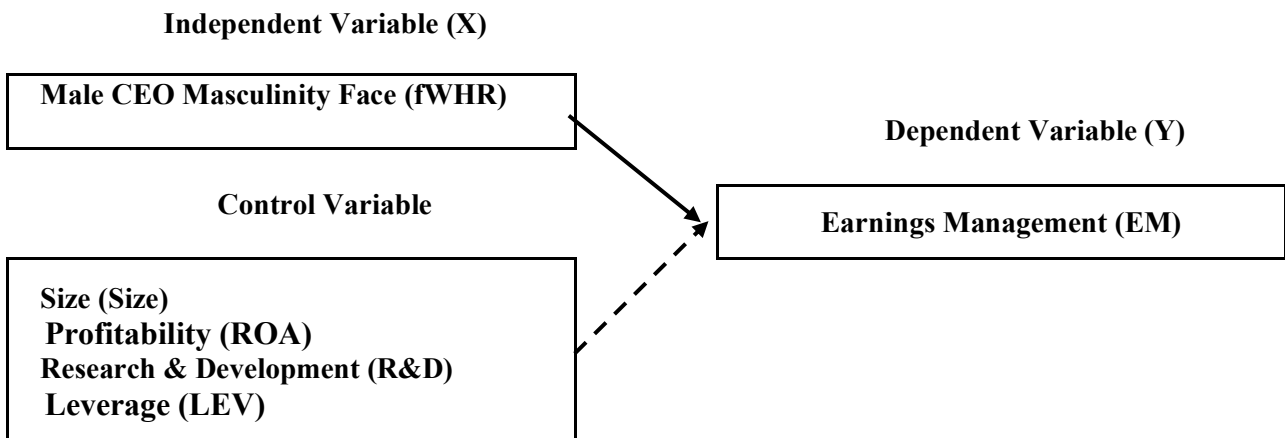 Independent Variable (X)
Male CEO Masculinity Face (fWHR)
Dependent Variable (Y)
Control Variable
Earnings Management (EM)
Size (Size)
Profitability (ROA)
Research & Development (R&D)
Leverage (LEV)